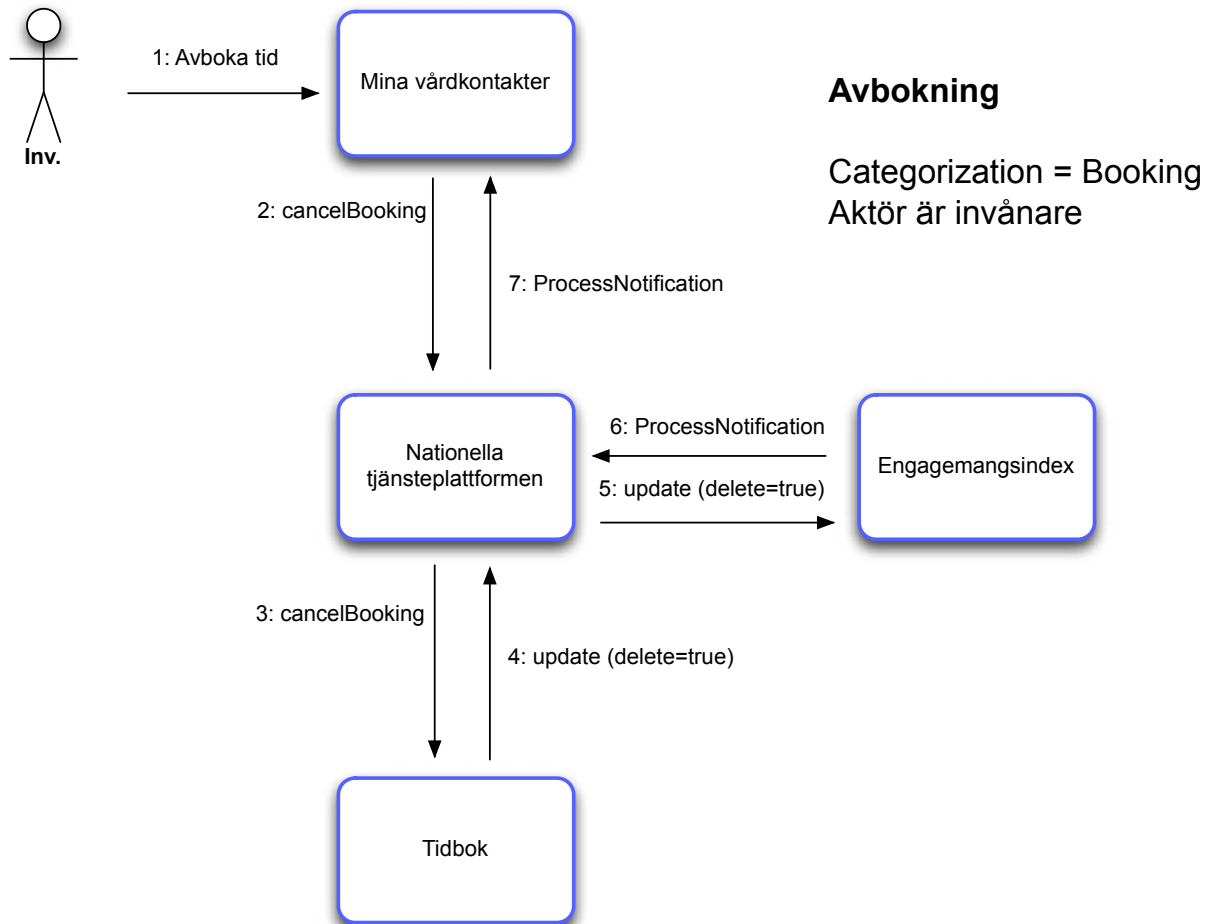 1: Avboka tid
Mina vårdkontakter
Inv.
Avbokning
Categorization = Booking
Aktör är invånare
2: cancelBooking
7: ProcessNotification
Nationella
tjänsteplattformen
6: ProcessNotification
5: update (delete=true)
Engagemangsindex
3: cancelBooking
4: update (delete=true)
Tidbok